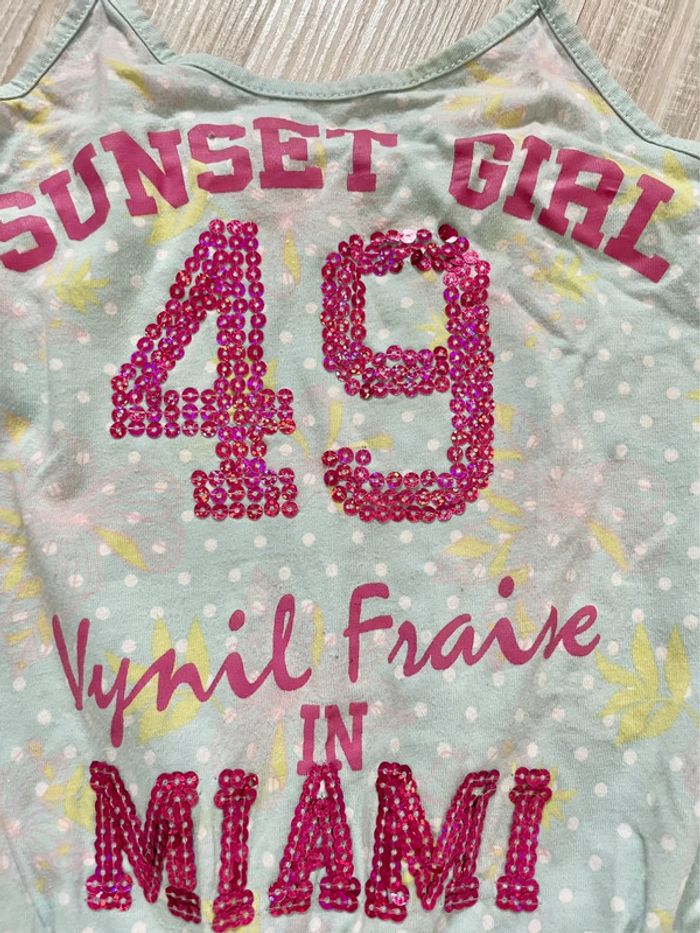 SUNSET GIRL
49
Vynil Fraise
IN
MIAMI